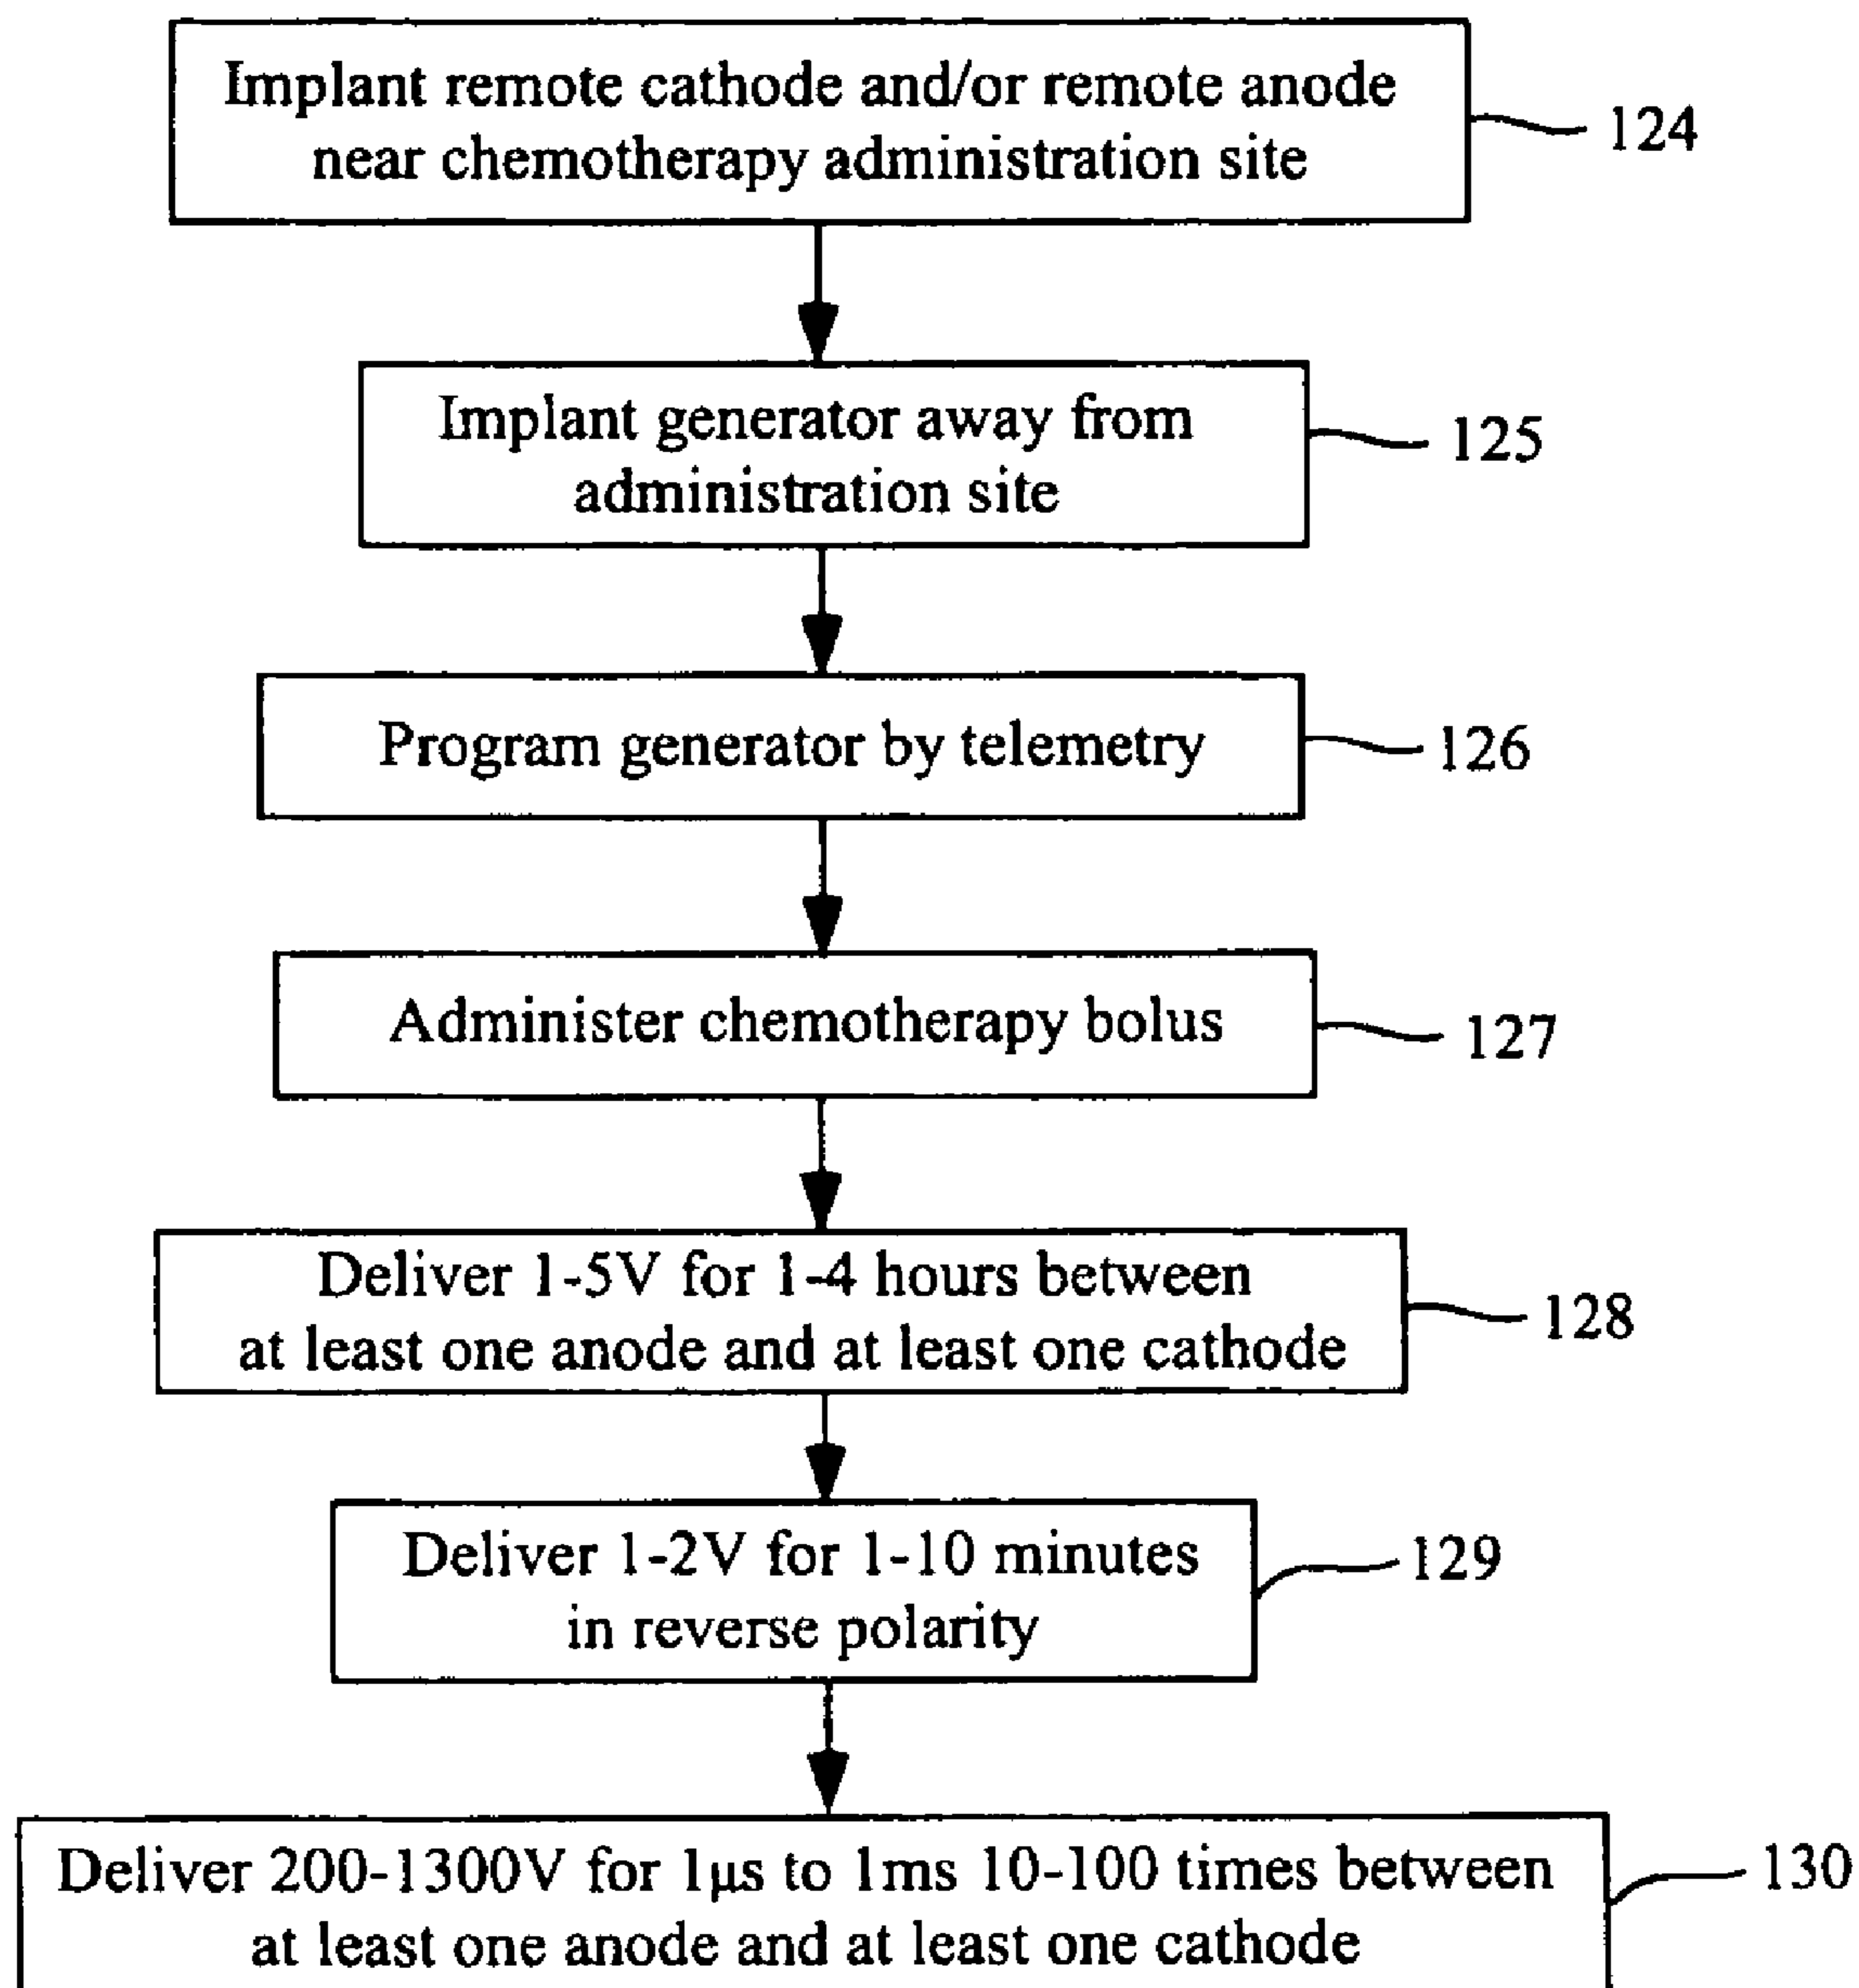 Implant remote cathode and/or remote anode
near chemotherapy administration site
124
Implant generator away from
administration site
125
Program generator by telemetry
126
Administer chemotherapy bolus
127
Deliver 1-5V for 1-4 hours between
at least one anode and at least one cathode
128
Deliver 1-2V for 1-10 minutes
in reverse polarity
129
Deliver 200-1300V for 1μs to 1ms 10-100 times between
at least one anode and at least one cathode
130